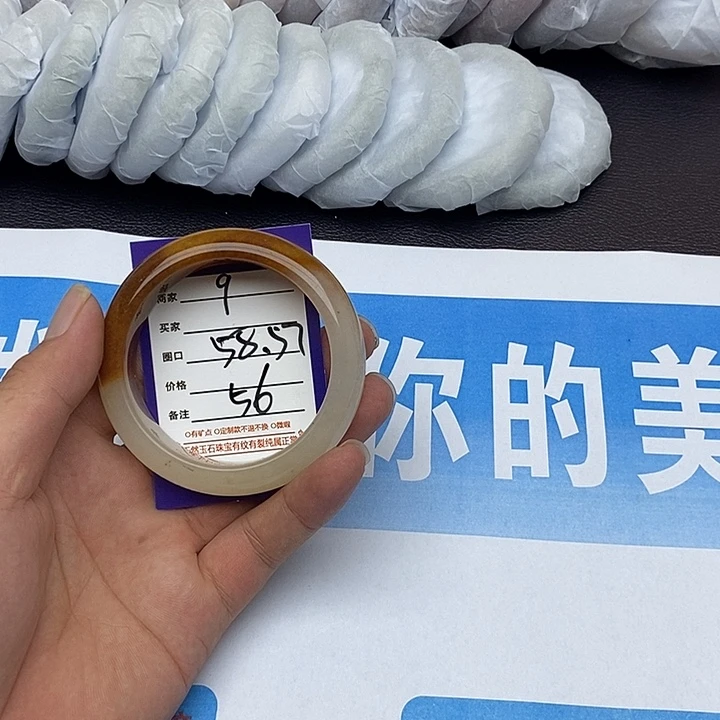 商家 9
买家
圈口 58.57
价格 56
备注
○有矿点 ○定制款不退不换 ○微瑕
天然玉石珠宝有纹有裂纯属正常
你的美